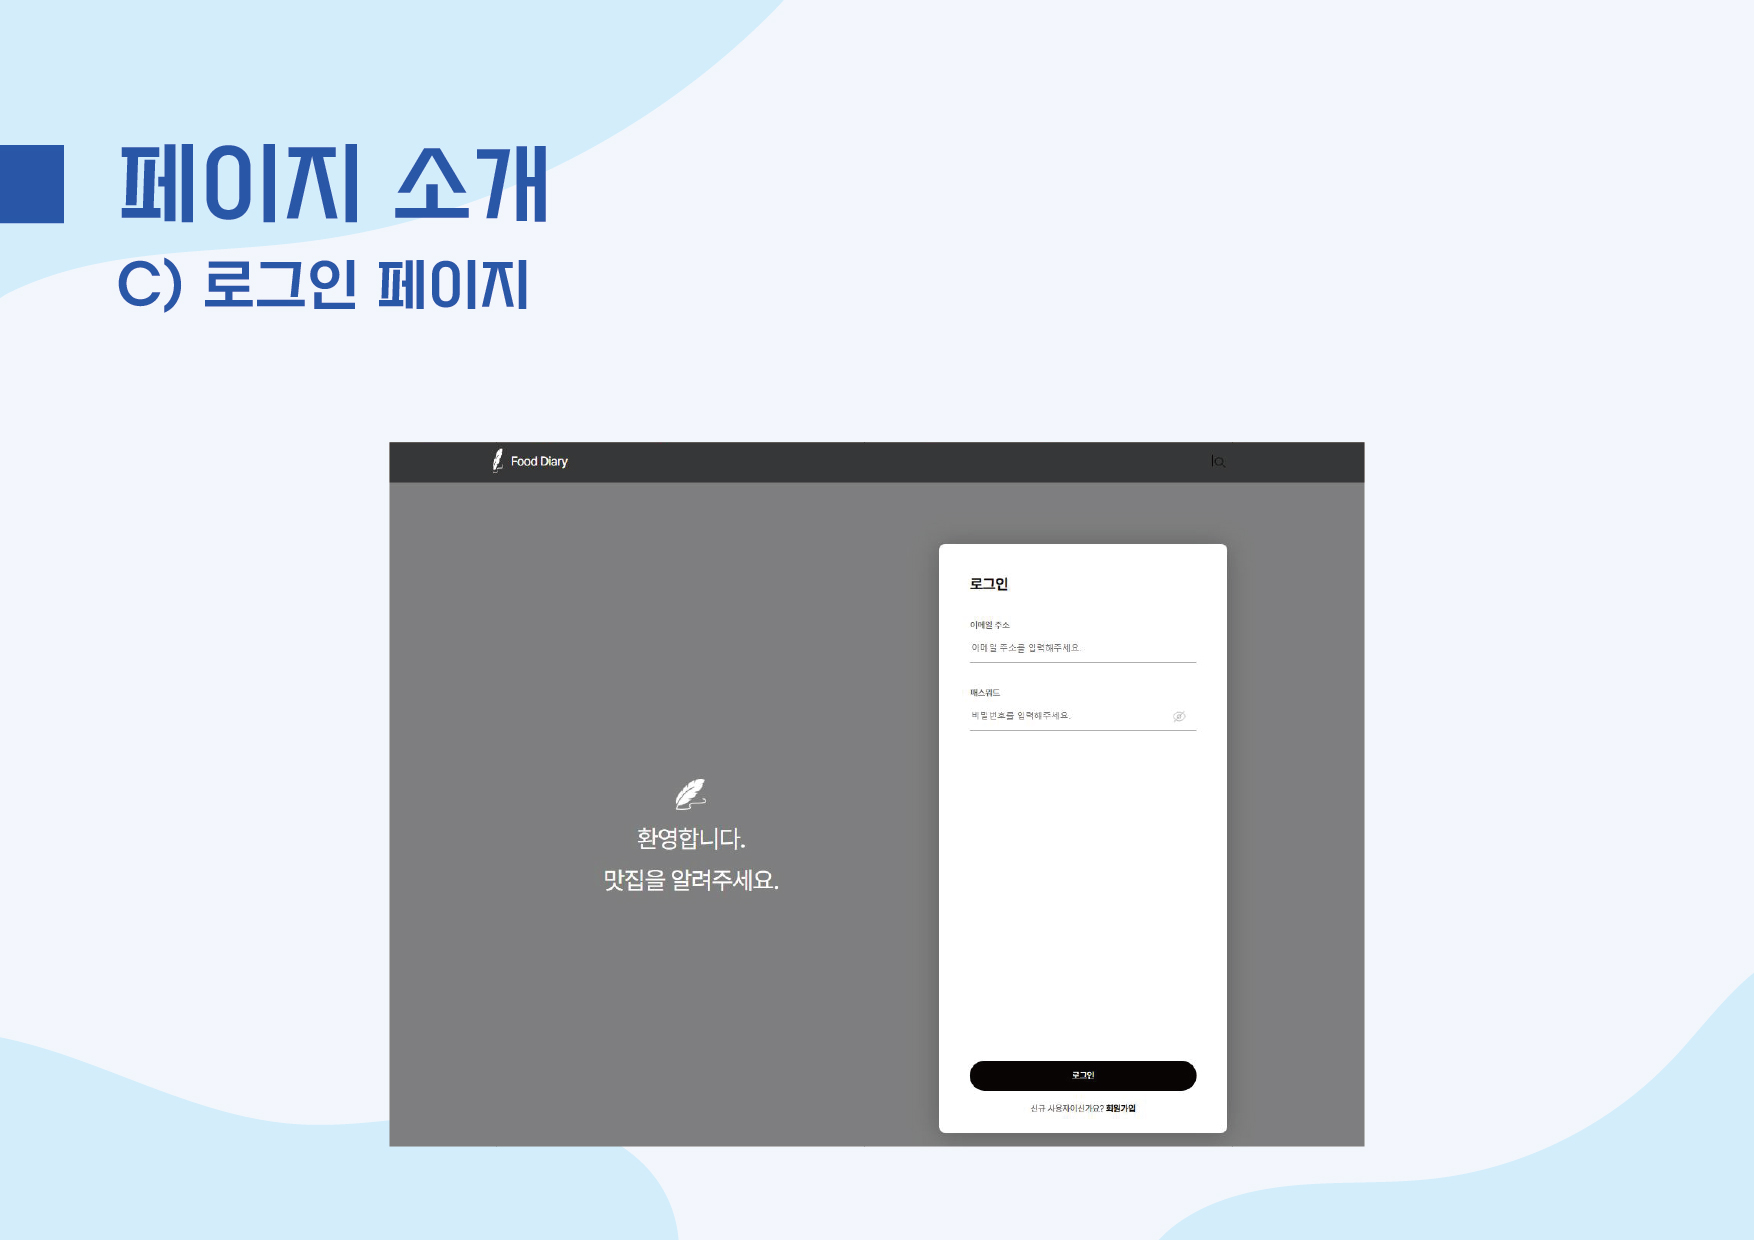 페이지 소개
C) 로그인 페이지
Food Diary
로그인
이메일 주소
이메일 주소를 입력해주세요.
패스워드
비밀번호를 입력해주세요.
환영합니다.
맛집을 알려주세요.
로그인
신규 사용자이신가요? 회원가입